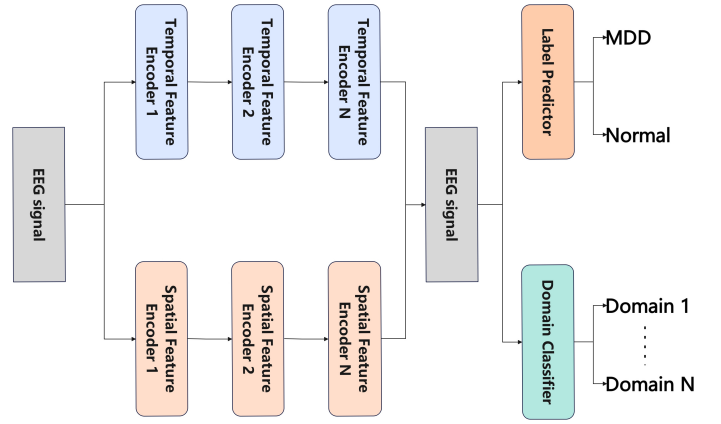 EEG signal
Temporal Feature
Encoder 1
Temporal Feature
Encoder 2
Temporal Feature
Encoder N
Spatial Feature
Encoder 1
Spatial Feature
Encoder 2
Spatial Feature
Encoder N
EEG signal
Label Predictor
MDD
Normal
Domain Classifier
Domain 1
Domain N